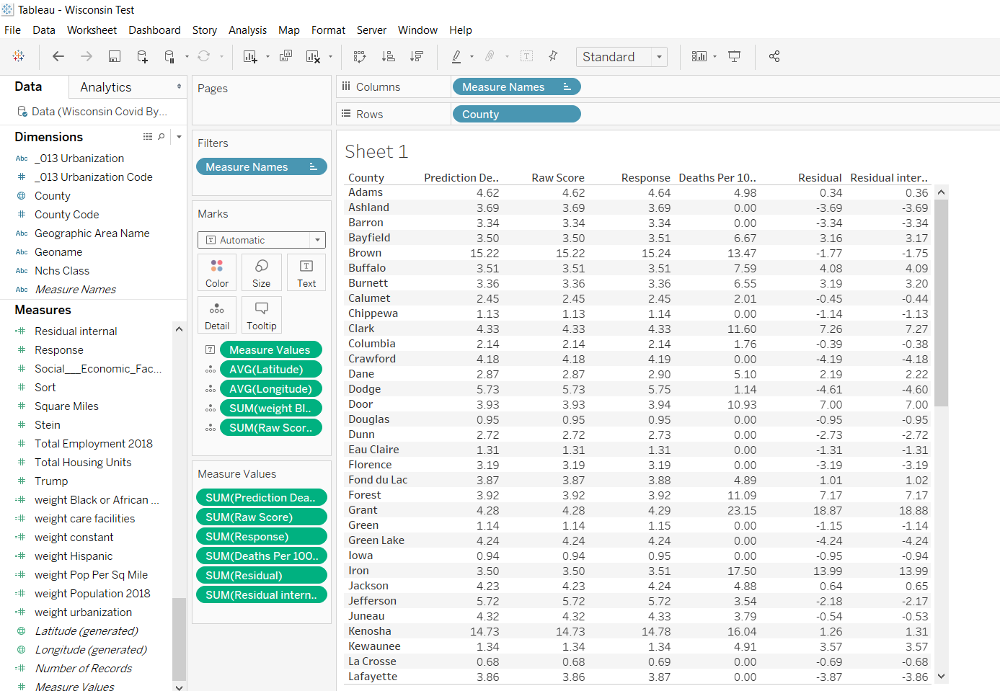 Tableau - Wisconsin Test
File Data Worksheet Dashboard Story Analysis Map Format Server Window Help
Standard
Data Analytics
Data (Wisconsin Covid By...
Dimensions
Abc _013 Urbanization
# _013 Urbanization Code
County
# County Code
Abc Geographic Area Name
Abc Geoname
Abc Nchs Class
Abc Measure Names
Measures
=# Residual internal
=# Response
# Social___Economic_Fac...
# Sort
# Square Miles
# Stein
# Total Employment 2018
# Total Housing Units
# Trump
=# weight Black or African ...
=# weight care facilities
=# weight constant
=# weight Hispanic
=# weight Pop Per Sq Mile
=# weight Population 2018
=# weight urbanization
Latitude (generated)
Longitude (generated)
=# Number of Records
# Measure Values
Pages
Filters
Measure Names
Marks
T Automatic
Color Size T Text
Detail Tooltip
T Measure Values
AVG(Latitude)
AVG(Longitude)
SUM(weight Bl..
SUM(Raw Scor..
Measure Values
SUM(Prediction Dea..
SUM(Raw Score)
SUM(Response)
SUM(Deaths Per 100..
SUM(Residual)
SUM(Residual intern..
Columns Measure Names
Rows County
Sheet 1
County Prediction De.. Raw Score Response Deaths Per 10.. Residual Residual inter..
Adams 4.62 4.62 4.64 4.98 0.34 0.36
Ashland 3.69 3.69 3.69 0.00 -3.69 -3.69
Barron 3.34 3.34 3.34 0.00 -3.34 -3.34
Bayfield 3.50 3.50 3.51 6.67 3.16 3.17
Brown 15.22 15.22 15.24 13.47 -1.77 -1.75
Buffalo 3.51 3.51 3.51 7.59 4.08 4.09
Burnett 3.36 3.36 3.36 6.55 3.19 3.20
Calumet 2.45 2.45 2.45 2.01 -0.45 -0.44
Chippewa 1.13 1.13 1.14 0.00 -1.14 -1.13
Clark 4.33 4.33 4.33 11.60 7.26 7.27
Columbia 2.14 2.14 2.14 1.76 -0.39 -0.38
Crawford 4.18 4.18 4.19 0.00 -4.19 -4.18
Dane 2.87 2.87 2.90 5.10 2.19 2.22
Dodge 5.73 5.73 5.75 1.14 -4.61 -4.60
Door 3.93 3.93 3.94 10.93 7.00 7.00
Douglas 0.95 0.95 0.95 0.00 -0.95 -0.95
Dunn 2.72 2.72 2.73 0.00 -2.73 -2.72
Eau Claire 1.31 1.31 1.31 0.00 -1.31 -1.31
Florence 3.19 3.19 3.19 0.00 -3.19 -3.19
Fond du Lac 3.87 3.87 3.88 4.89 1.01 1.02
Forest 3.92 3.92 3.92 11.09 7.17 7.17
Grant 4.28 4.28 4.29 23.15 18.87 18.88
Green 1.14 1.14 1.15 0.00 -1.15 -1.14
Green Lake 4.24 4.24 4.24 0.00 -4.24 -4.24
Iowa 0.94 0.94 0.95 0.00 -0.95 -0.94
Iron 3.50 3.50 3.51 17.50 13.99 13.99
Jackson 4.23 4.23 4.24 4.88 0.64 0.65
Jefferson 5.72 5.72 5.72 3.54 -2.18 -2.17
Juneau 4.32 4.32 4.33 3.79 -0.54 -0.53
Kenosha 14.73 14.73 14.78 16.04 1.26 1.31
Kewaunee 1.34 1.34 1.34 4.91 3.57 3.57
La Crosse 0.68 0.68 0.69 0.00 -0.69 -0.68
Lafayette 3.86 3.86 3.87 0.00 -3.87 -3.86